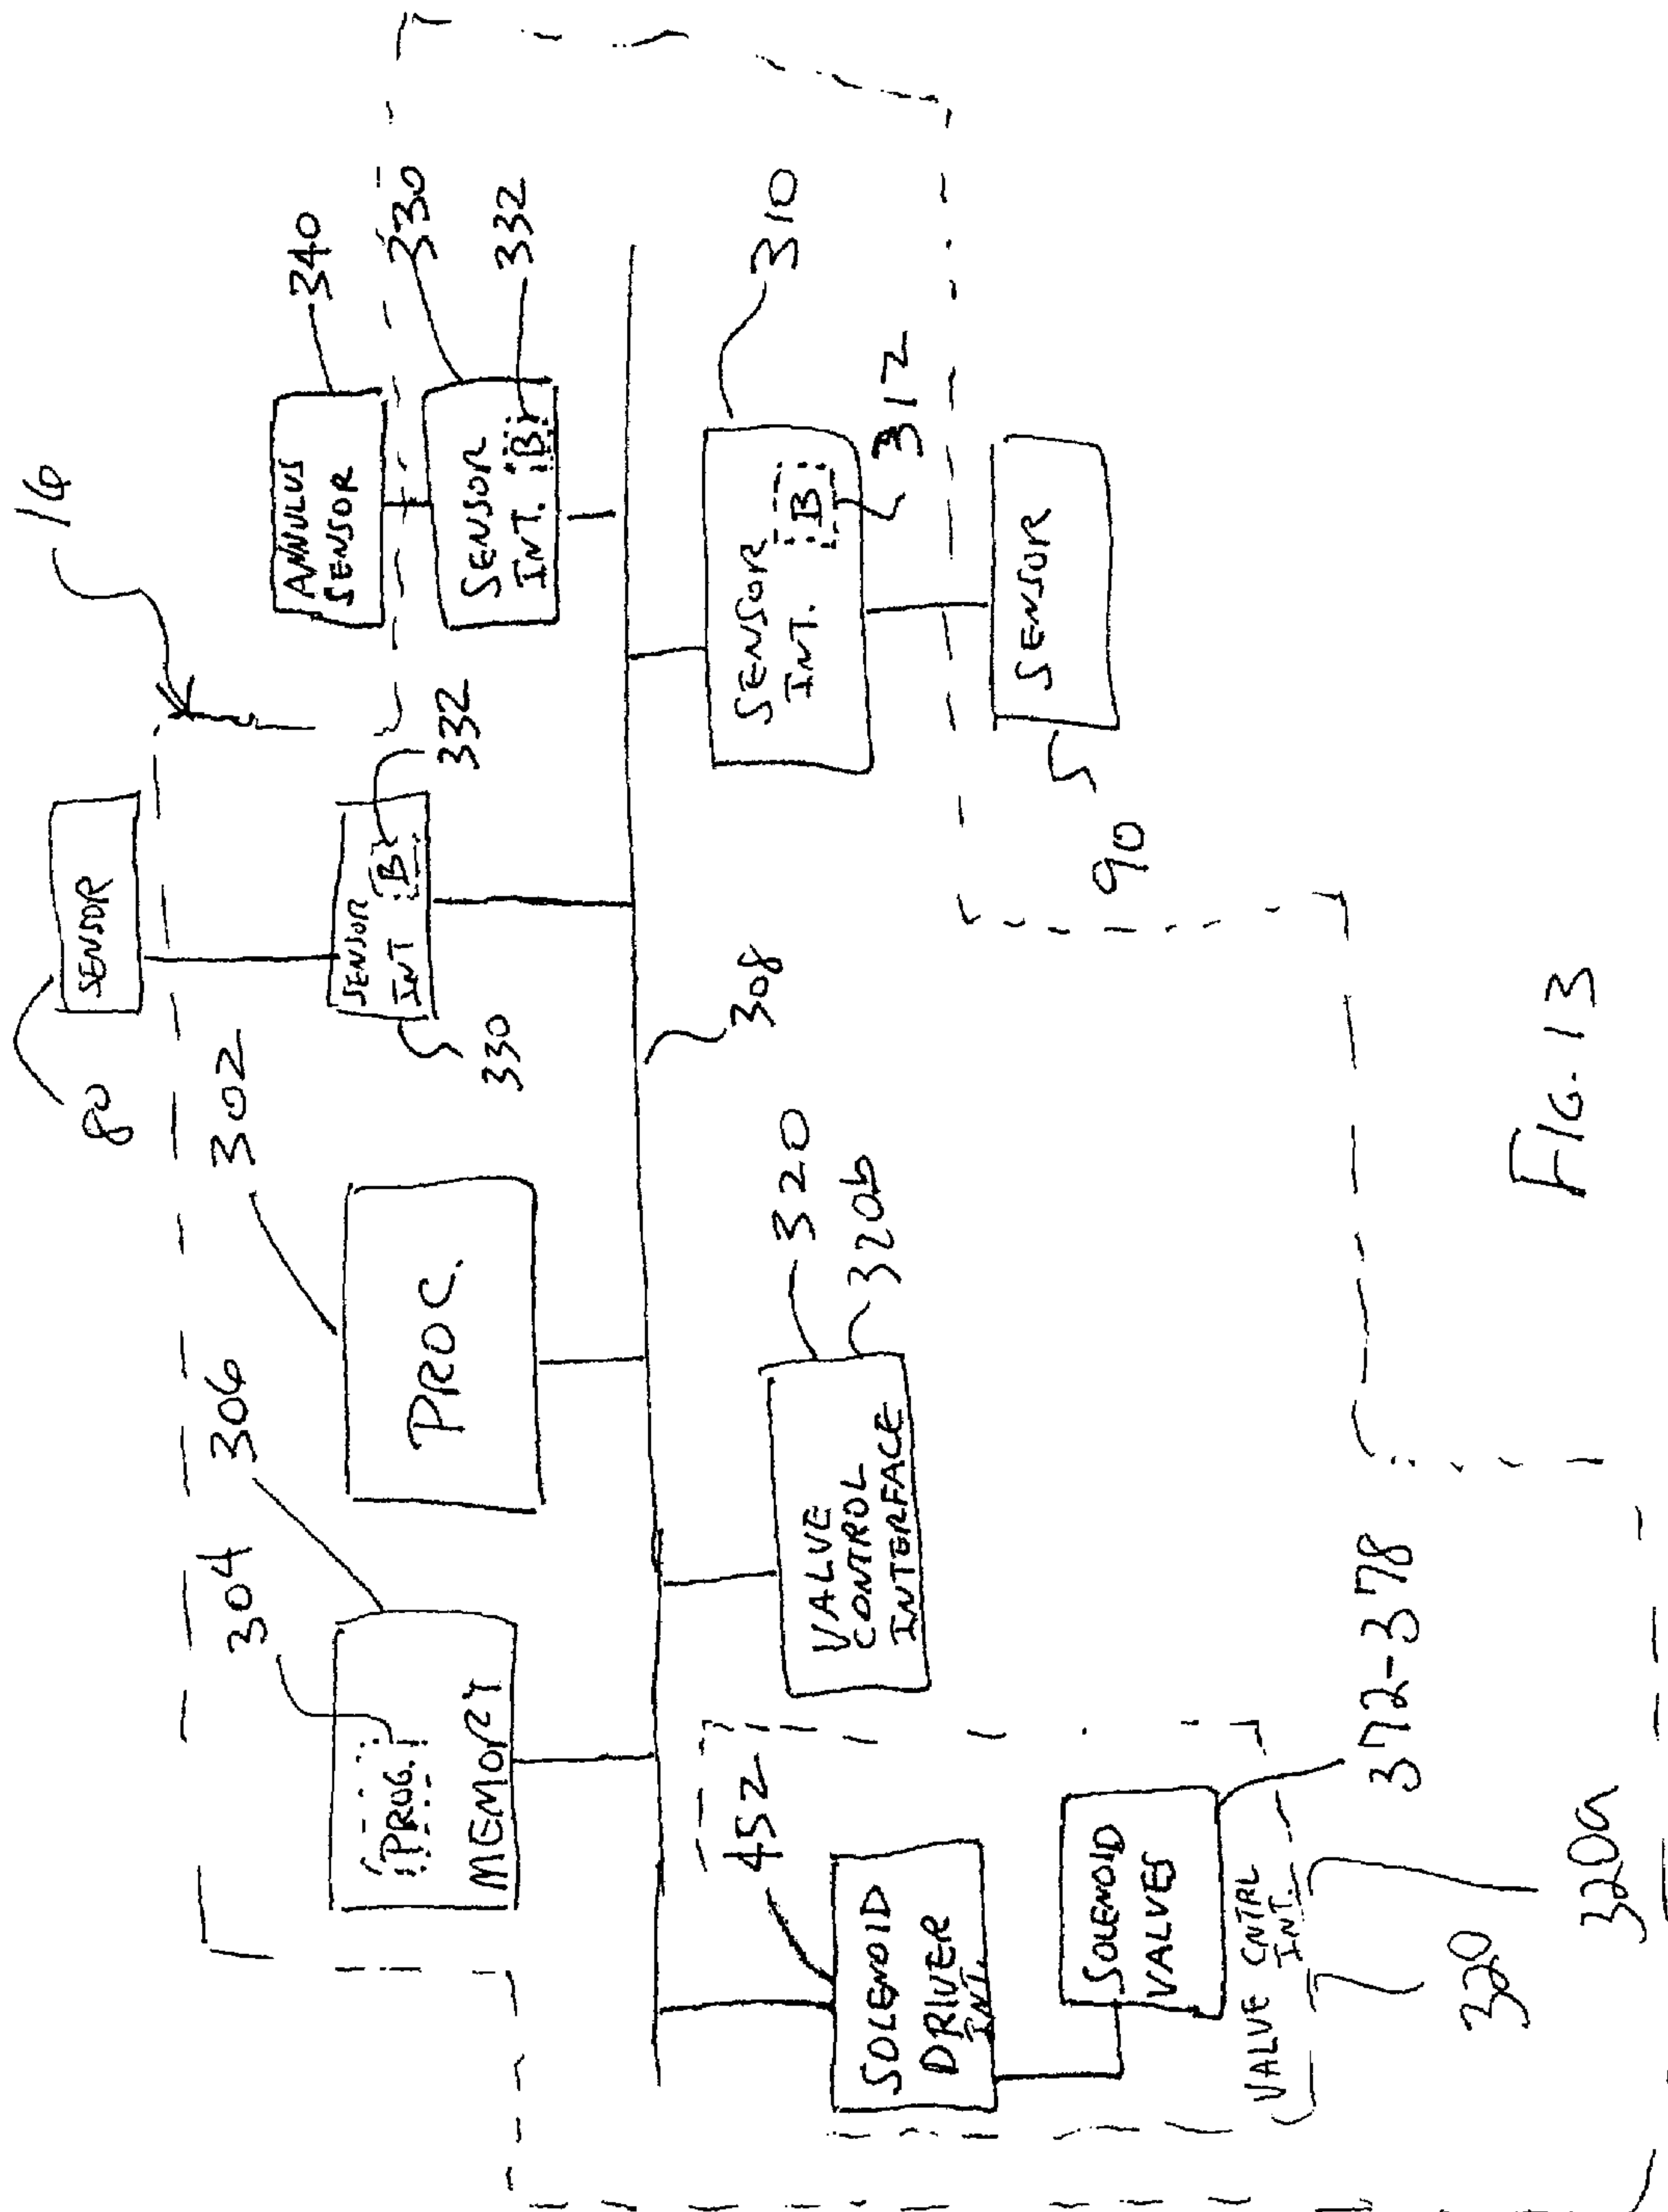 16
80
SENSOR
340
ANNULUS
SENSOR
330
332
SENSOR
INT.
B
304
306
302
PROG.
MEMORY
PROC.
SENSOR
INT
B
330
332
308
452
SOLENOID
DRIVER
INT.
SOLENOID
VALVES
VALVE CNTRL
INT.
372-378
320
320a
VALVE
CONTROL
INTERFACE
320
320b
SENSOR
INT.
B
310
312
SENSOR
90
FIG. 13